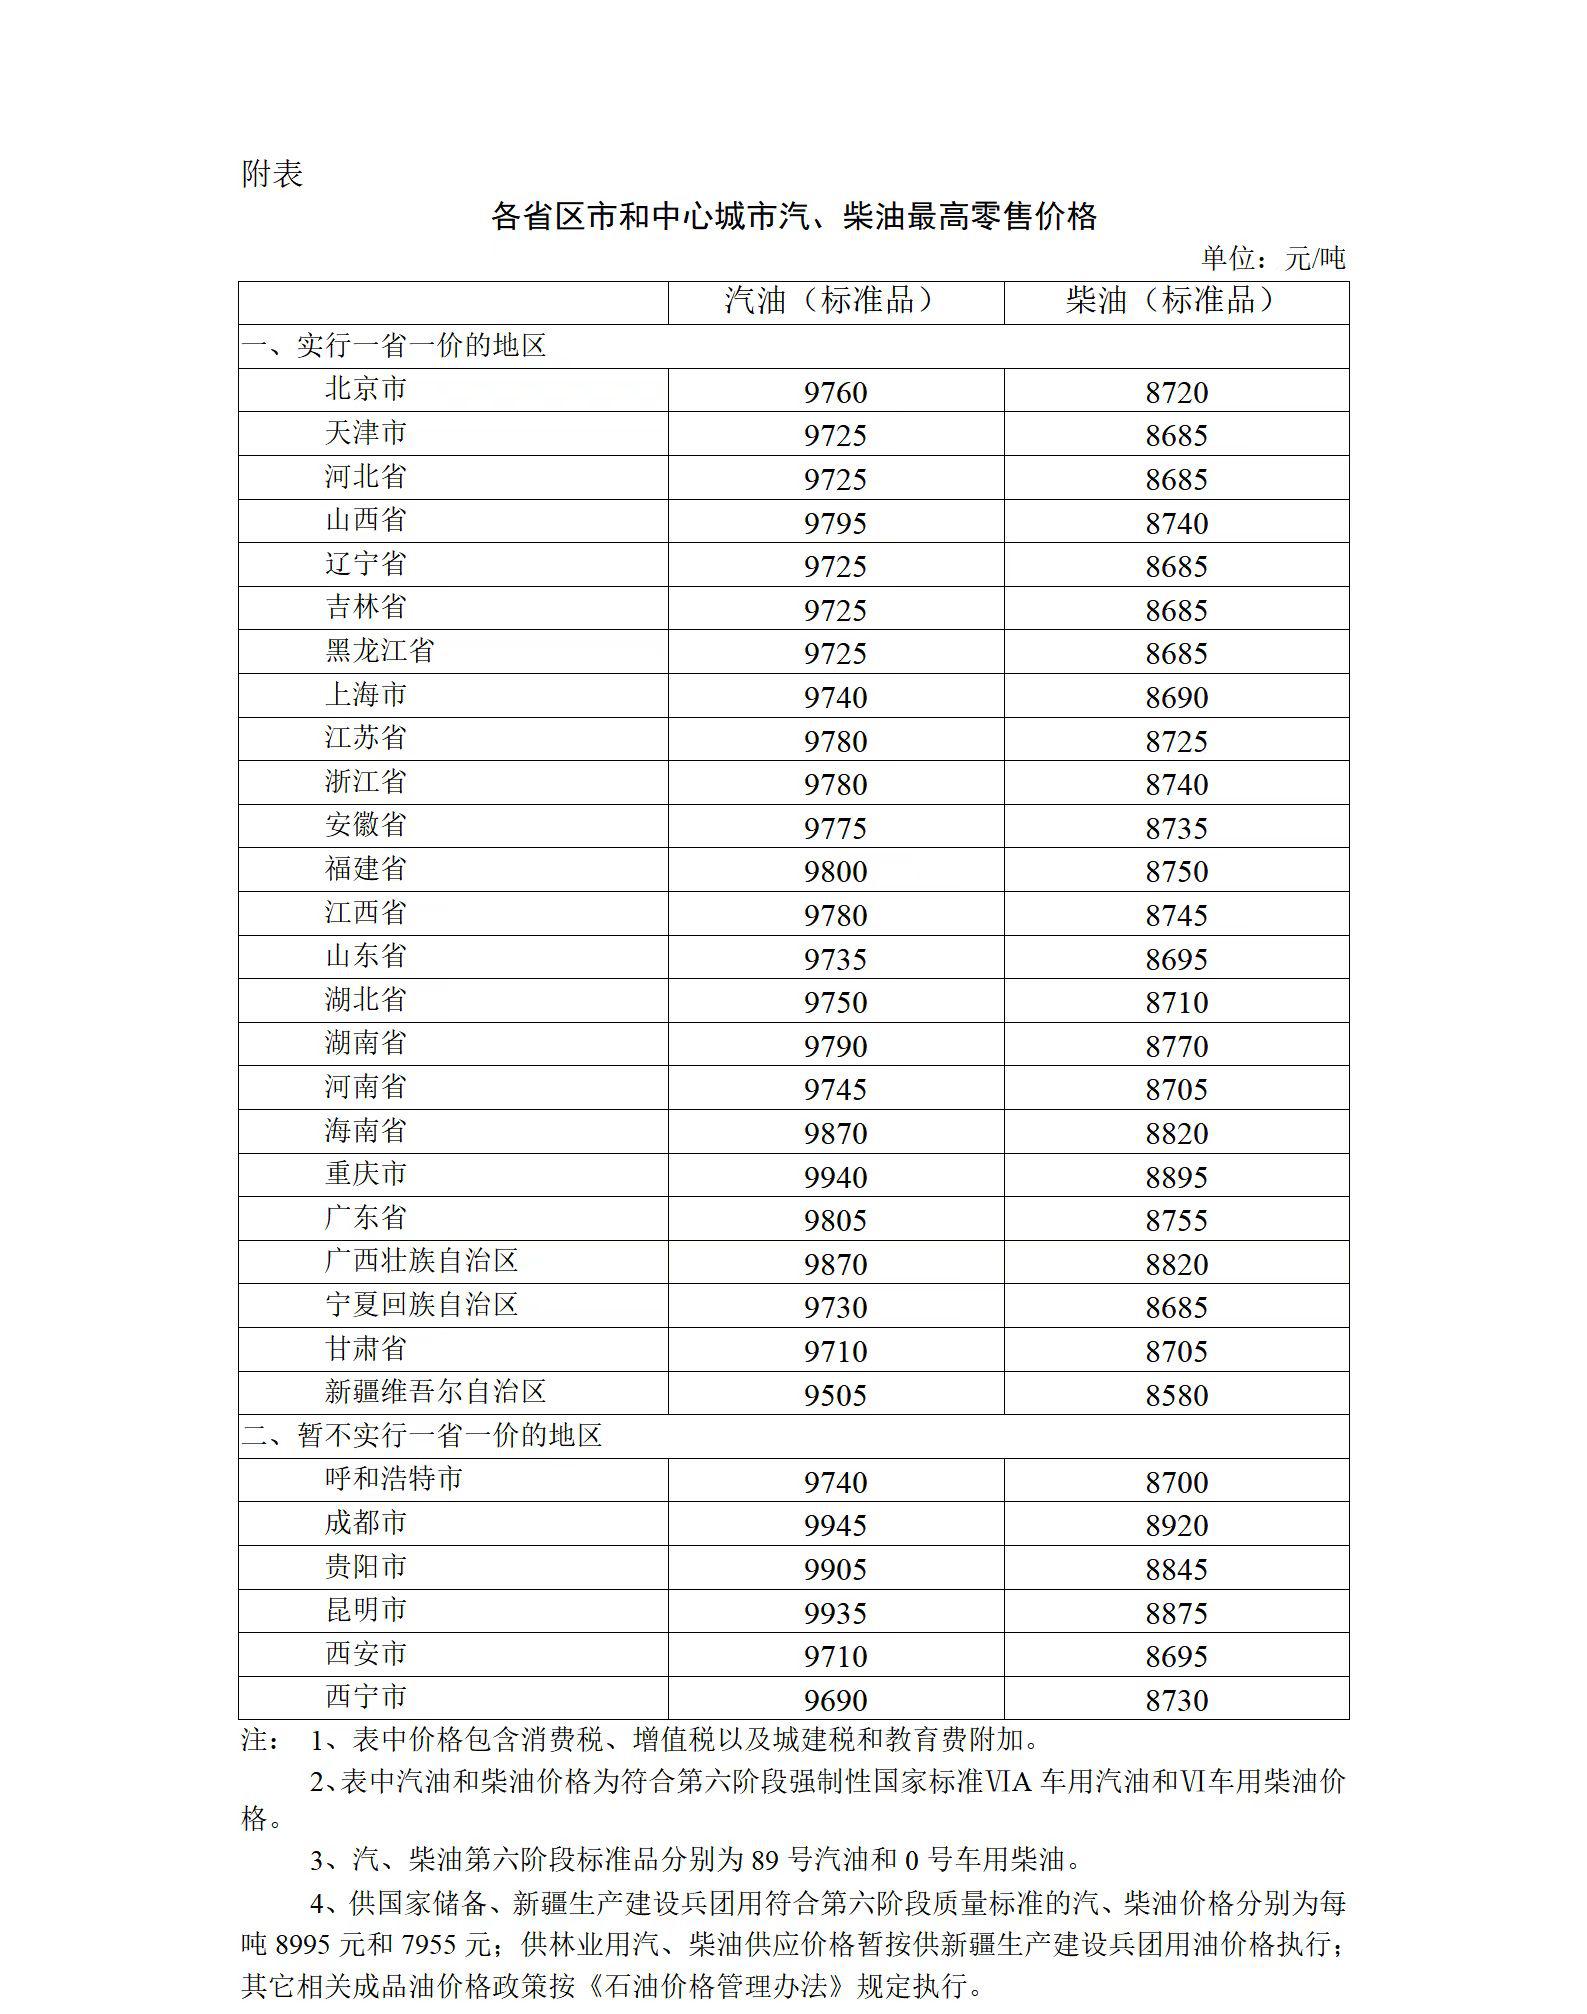 附表
各省区市和中心城市汽、柴油最高零售价格
单位：元/吨
汽油（标准品） 柴油（标准品）
一、实行一省一价的地区
北京市 9760 8720
天津市 9725 8685
河北省 9725 8685
山西省 9795 8740
辽宁省 9725 8685
吉林省 9725 8685
黑龙江省 9725 8685
上海市 9740 8690
江苏省 9780 8725
浙江省 9780 8740
安徽省 9775 8735
福建省 9800 8750
江西省 9780 8745
山东省 9735 8695
湖北省 9750 8710
湖南省 9790 8770
河南省 9745 8705
海南省 9870 8820
重庆市 9940 8895
广东省 9805 8755
广西壮族自治区 9870 8820
宁夏回族自治区 9730 8685
甘肃省 9710 8705
新疆维吾尔自治区 9505 8580
二、暂不实行一省一价的地区
呼和浩特市 9740 8700
成都市 9945 8920
贵阳市 9905 8845
昆明市 9935 8875
西安市 9710 8695
西宁市 9690 8730
注： 1、表中价格包含消费税、增值税以及城建税和教育费附加。
2、表中汽油和柴油价格为符合第六阶段强制性国家标准ⅥA 车用汽油和Ⅵ车用柴油价
格。
3、汽、柴油第六阶段标准品分别为 89 号汽油和 0 号车用柴油。
4、供国家储备、新疆生产建设兵团用符合第六阶段质量标准的汽、柴油价格分别为每
吨 8995 元和 7955 元；供林业用汽、柴油供应价格暂按供新疆生产建设兵团用油价格执行；
其它相关成品油价格政策按《石油价格管理办法》规定执行。